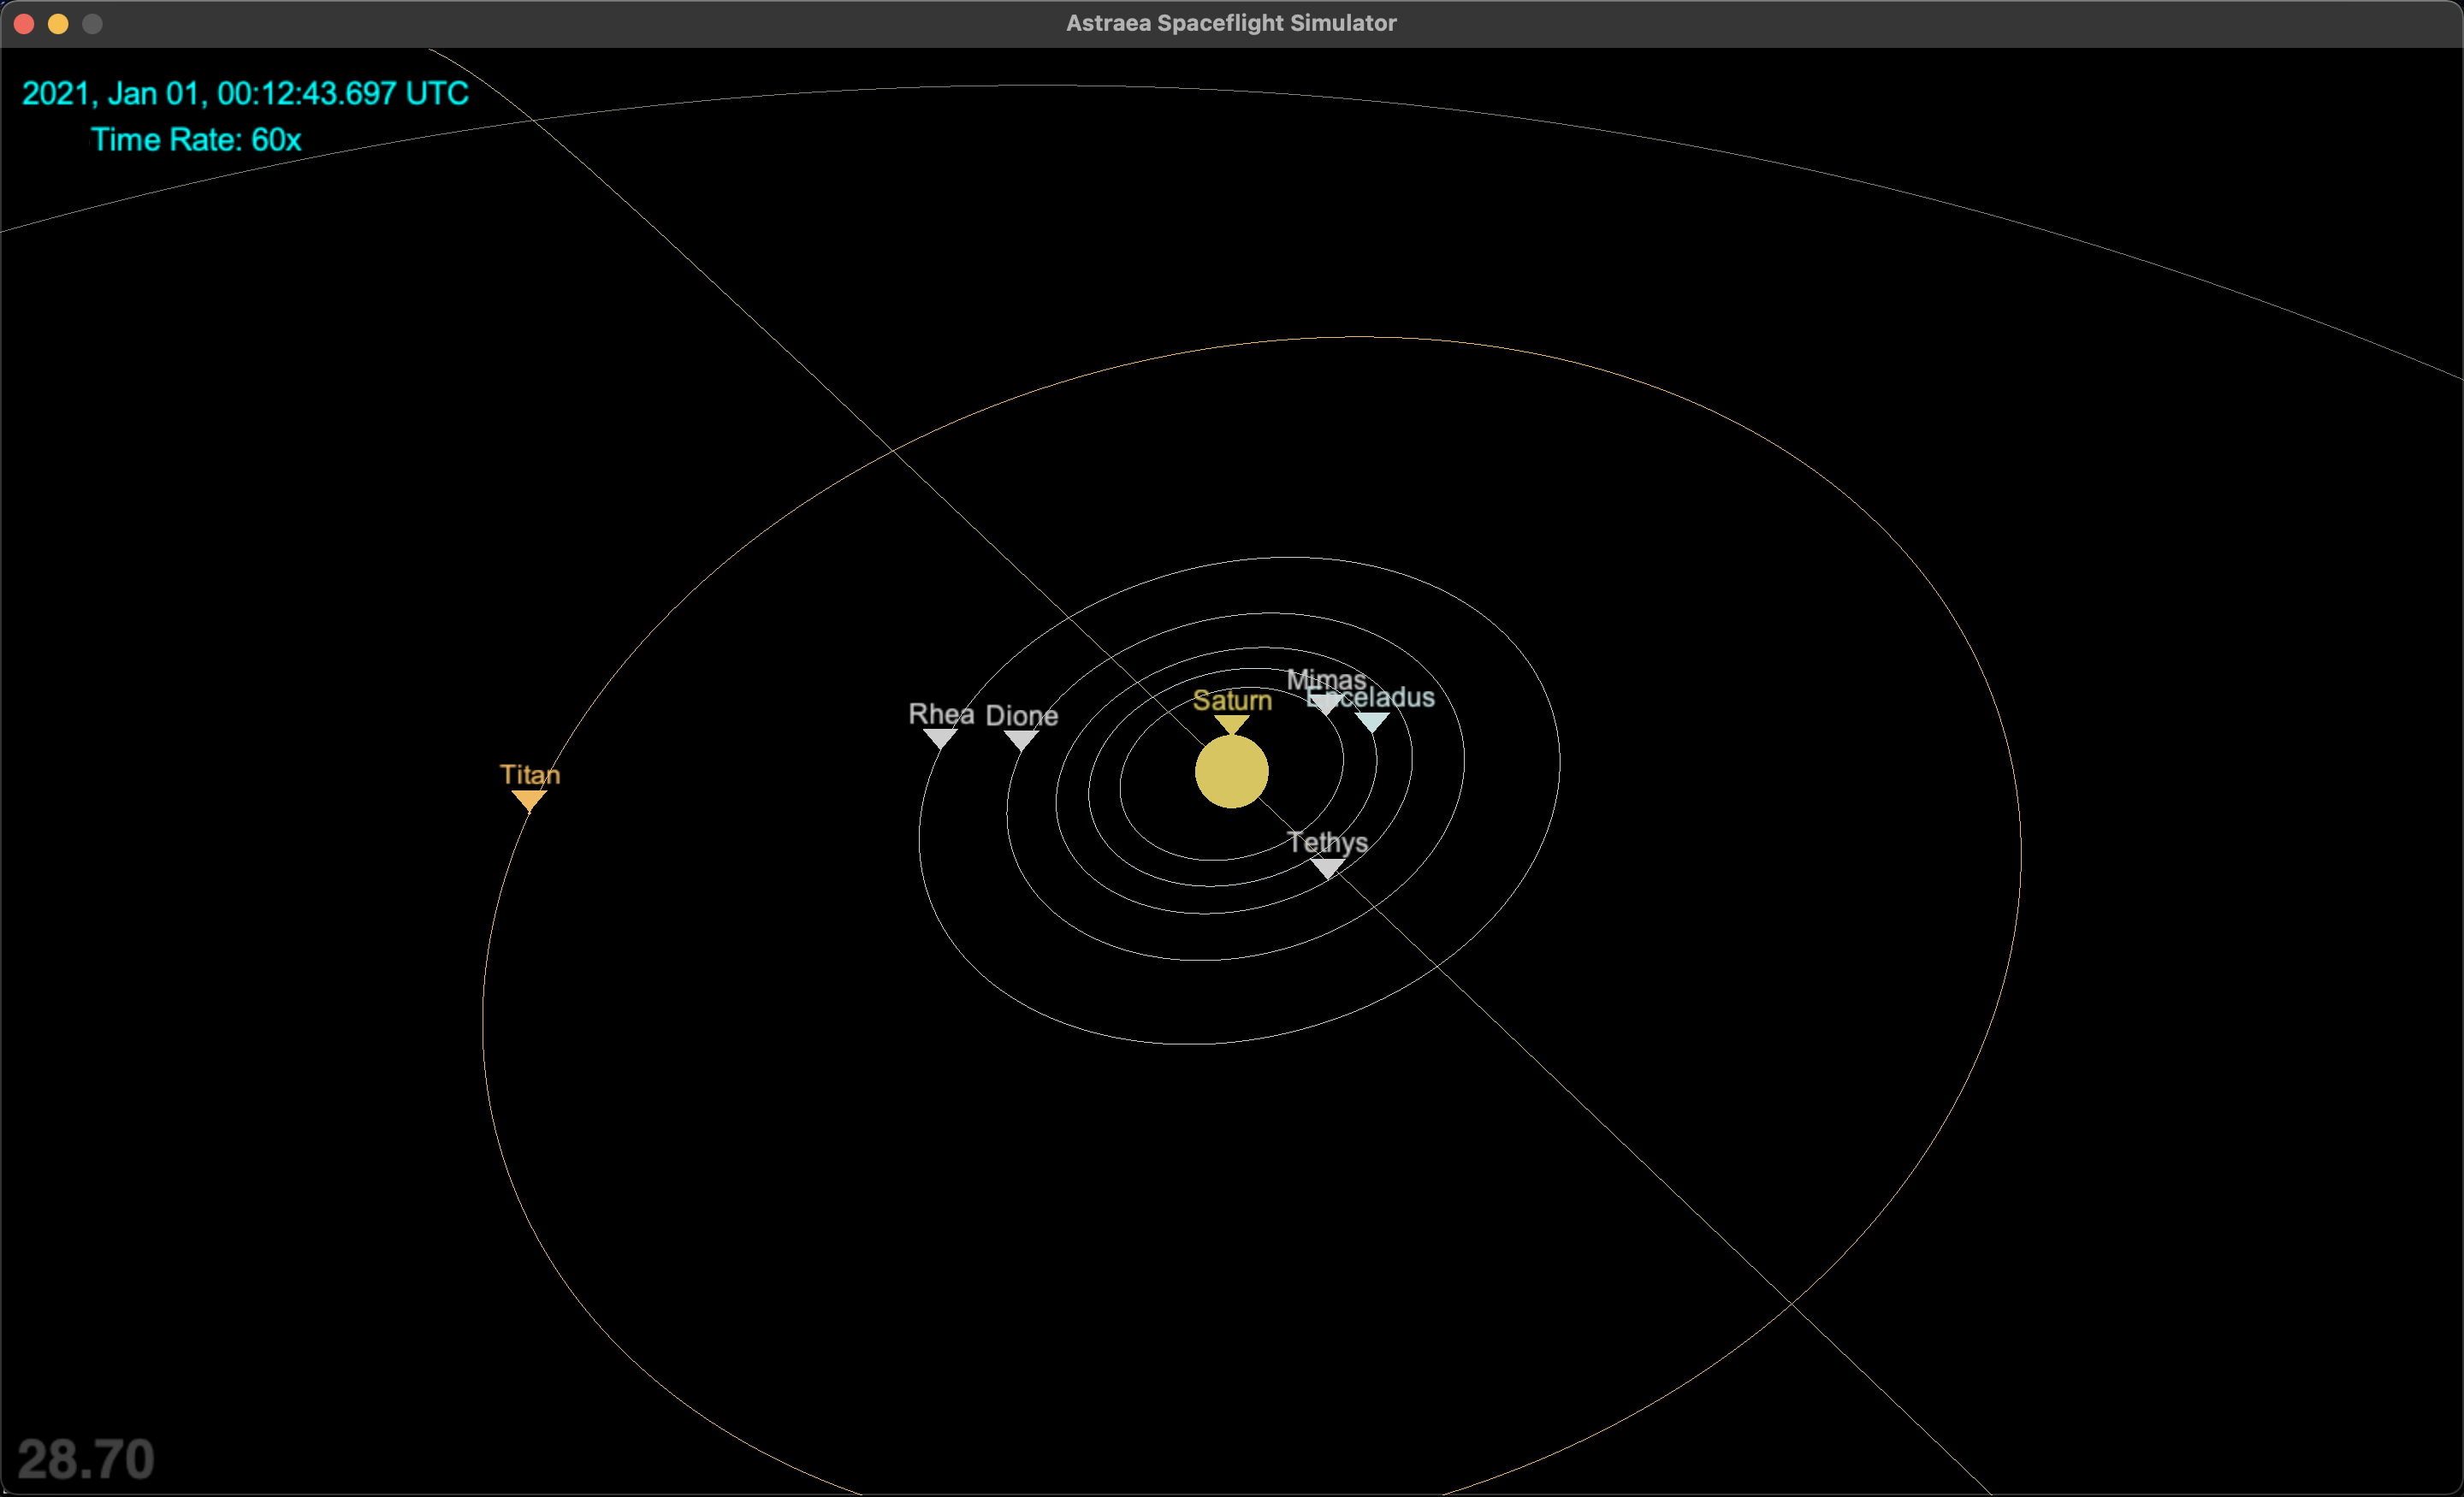 Astraea Spaceflight Simulator
2021, Jan 01, 00:12:43.697 UTC
Time Rate: 60x
Mimas
Enceladus
Saturn
Rhea
Dione
Titan
Tethys
28.70